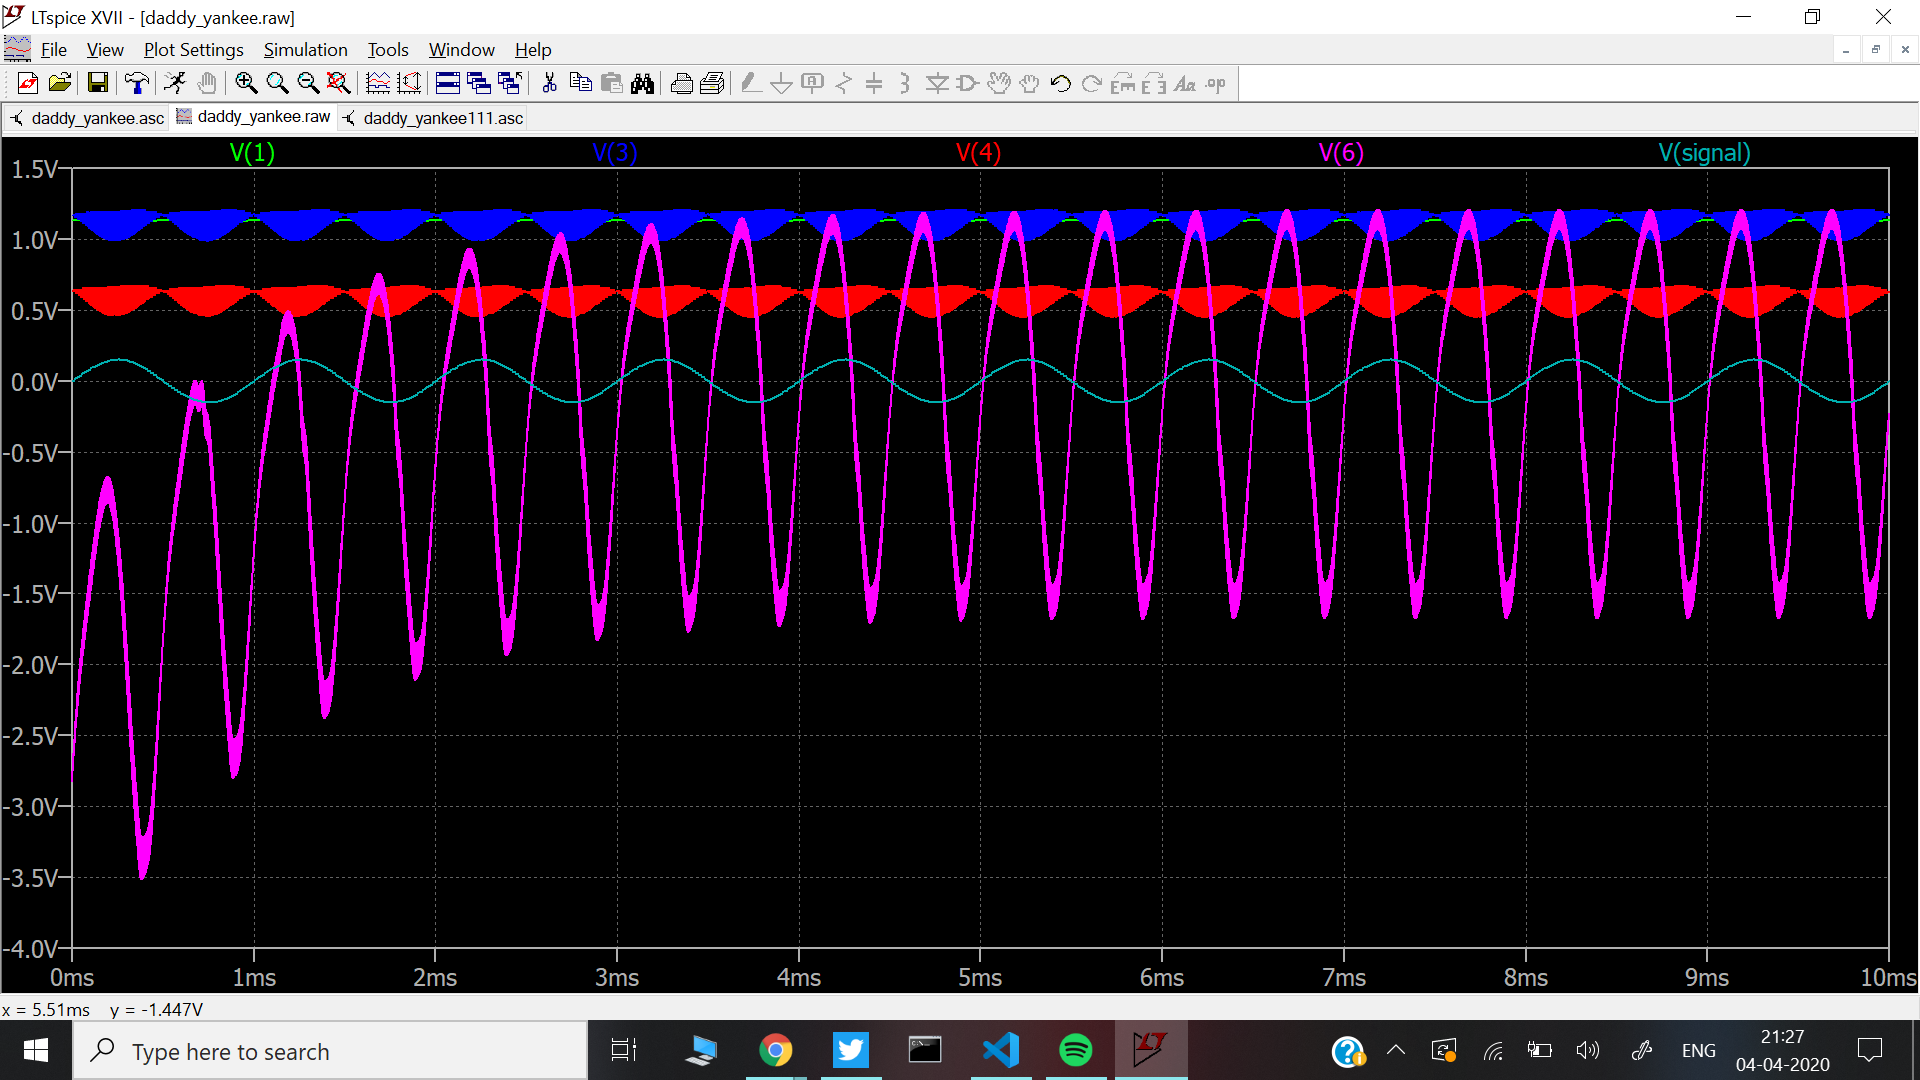 LTspice XVII - [daddy_yankee.raw]
File View Plot Settings Simulation Tools Window Help
daddy_yankee.asc daddy_yankee.raw daddy_yankee111.asc
V(1) V(3) V(4) V(6) V(signal)
1.5V
1.0V
0.5V
0.0V
-0.5V
-1.0V
-1.5V
-2.0V
-2.5V
-3.0V
-3.5V
-4.0V
0ms 1ms 2ms 3ms 4ms 5ms 6ms 7ms 8ms 9ms 10ms
x = 5.51ms y = -1.447V
Type here to search
ENG
21:27
04-04-2020